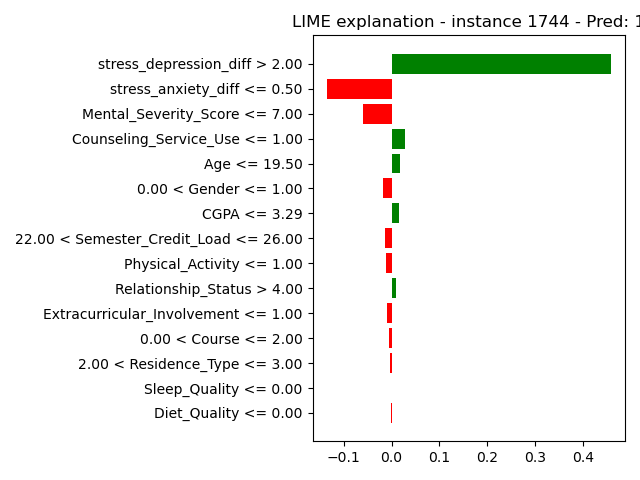 LIME explanation - instance 1744 - Pred: 1
stress_depression_diff > 2.00
stress_anxiety_diff <= 0.50
Mental_Severity_Score <= 7.00
Counseling_Service_Use <= 1.00
Age <= 19.50
0.00 < Gender <= 1.00
CGPA <= 3.29
22.00 < Semester_Credit_Load <= 26.00
Physical_Activity <= 1.00
Relationship_Status > 4.00
Extracurricular_Involvement <= 1.00
0.00 < Course <= 2.00
2.00 < Residence_Type <= 3.00
Sleep_Quality <= 0.00
Diet_Quality <= 0.00
−0.1 0.0 0.1 0.2 0.3 0.4